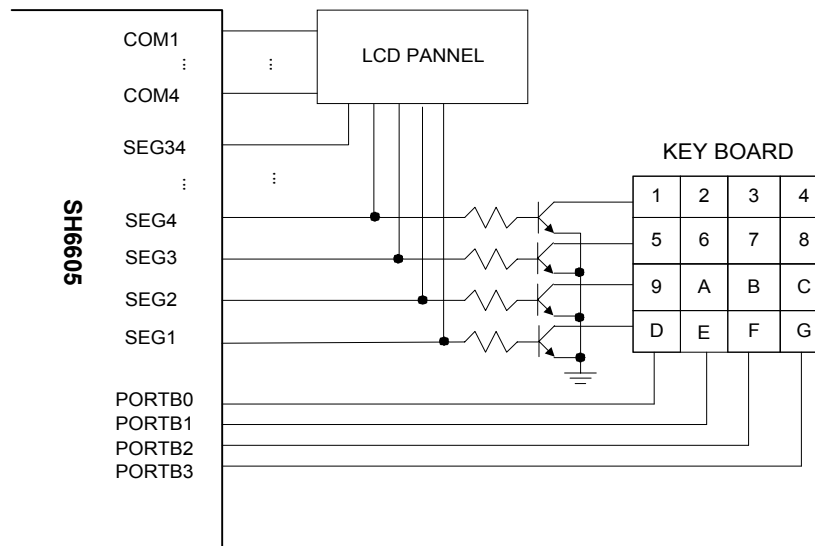 COM1
...
...
LCD PANNEL
COM4
SEG34
...
...
KEY BOARD
SH6605
SEG4
SEG3
SEG2
SEG1
1 2 3 4
5 6 7 8
9 A B C
D E F G
PORTB0
PORTB1
PORTB2
PORTB3